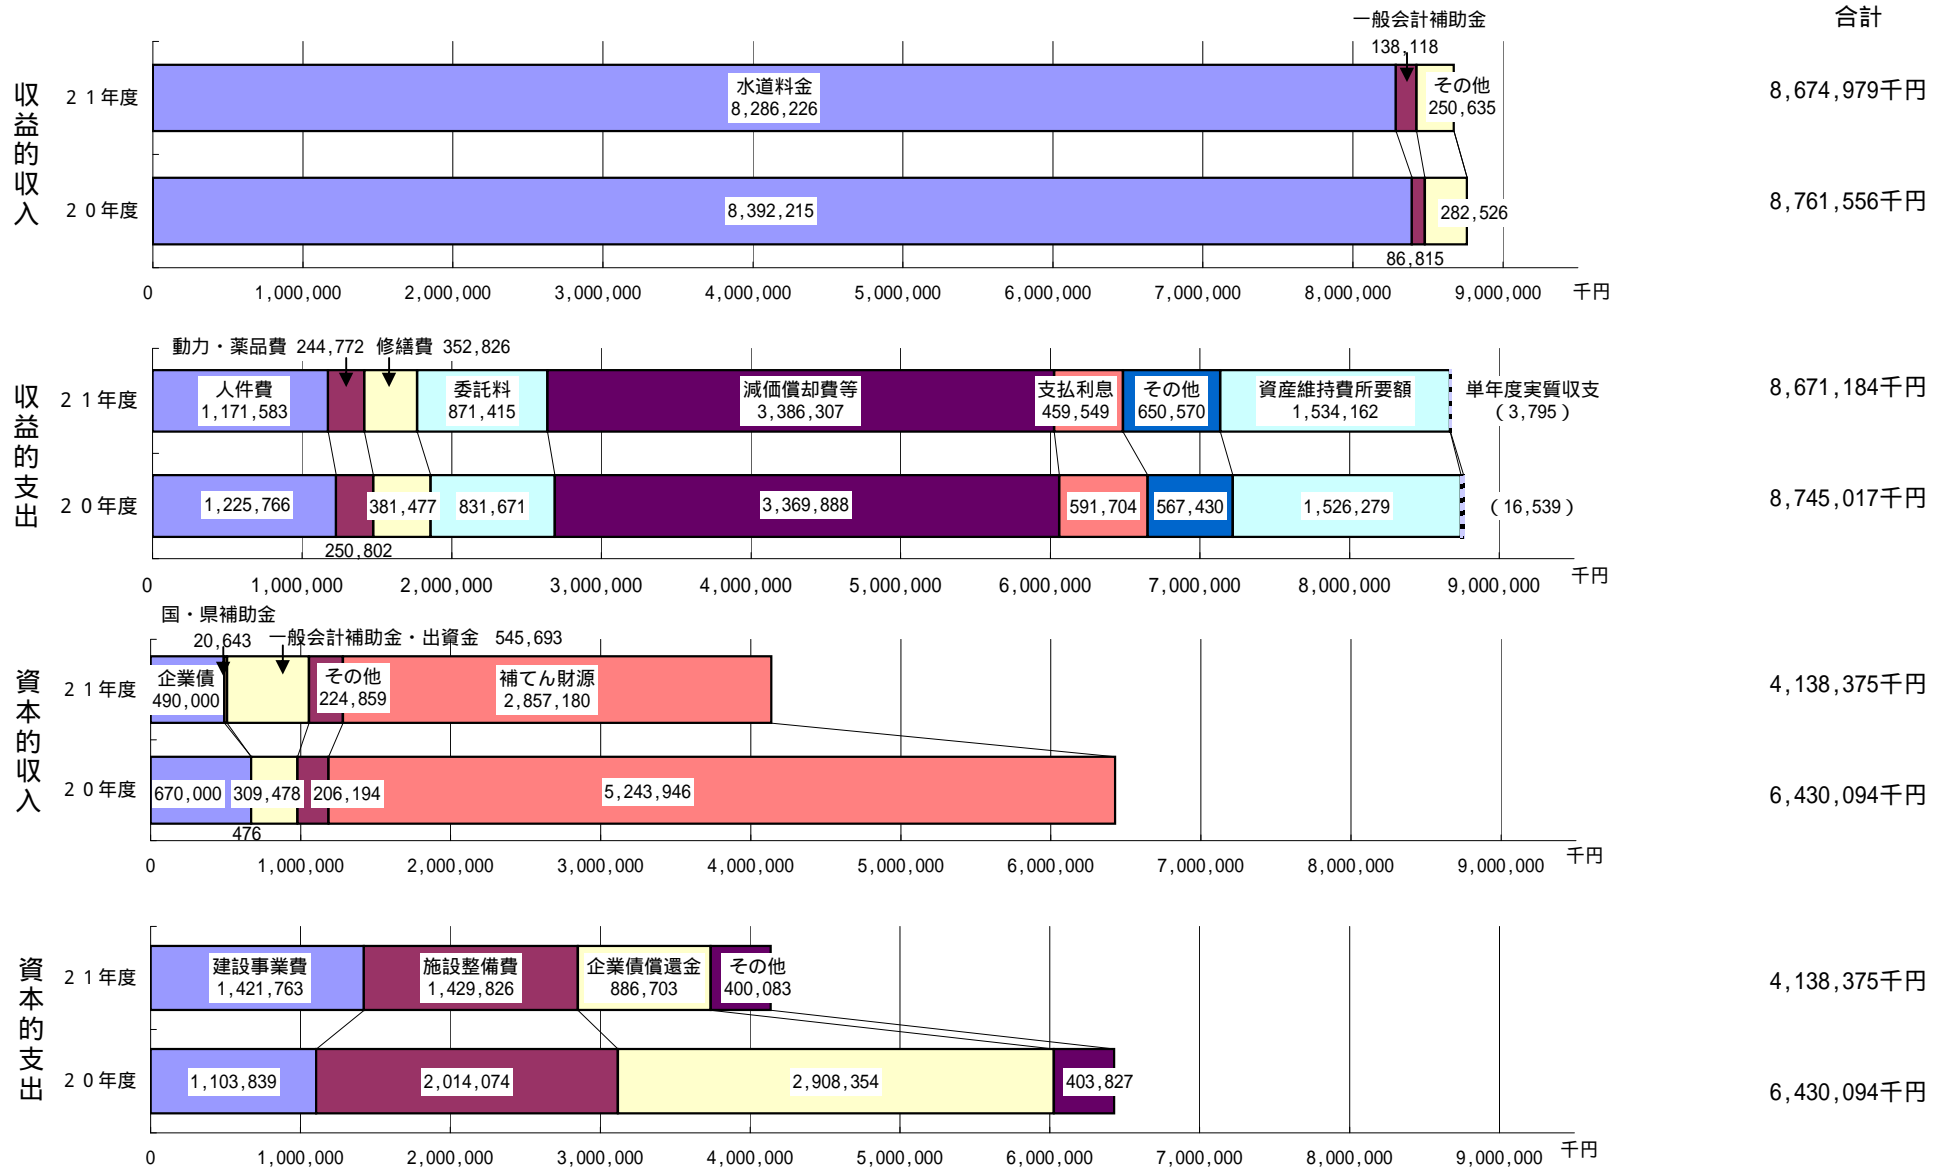 一般会計補助金
合計
138,118
収益的収入
21年度
水道料金
8,286,226
その他
250,635
8,674,979千円
20年度
8,392,215
282,526
86,815
8,761,556千円
0 1,000,000 2,000,000 3,000,000 4,000,000 5,000,000 6,000,000 7,000,000 8,000,000 9,000,000 千円
動力・薬品費 244,772 修繕費 352,826
収益的支出
21年度
人件費
1,171,583
委託料
871,415
減価償却費等
3,386,307
支払利息
459,549
その他
650,570
資産維持費所要額
1,534,162
単年度実質収支
(3,795)
8,671,184千円
20年度
1,225,766
250,802
381,477
831,671
3,369,888
591,704
567,430
1,526,279
(16,539)
8,745,017千円
0 1,000,000 2,000,000 3,000,000 4,000,000 5,000,000 6,000,000 7,000,000 8,000,000 9,000,000 千円
国・県補助金
20,643
一般会計補助金・出資金 545,693
資本的収入
21年度
企業債
490,000
その他
224,859
補てん財源
2,857,180
4,138,375千円
20年度
670,000
476
309,478
206,194
5,243,946
6,430,094千円
0 1,000,000 2,000,000 3,000,000 4,000,000 5,000,000 6,000,000 7,000,000 8,000,000 9,000,000 千円
資本的支出
21年度
建設事業費
1,421,763
施設整備費
1,429,826
企業債償還金
886,703
その他
400,083
4,138,375千円
20年度
1,103,839
2,014,074
2,908,354
403,827
6,430,094千円
0 1,000,000 2,000,000 3,000,000 4,000,000 5,000,000 6,000,000 7,000,000 8,000,000 9,000,000 千円